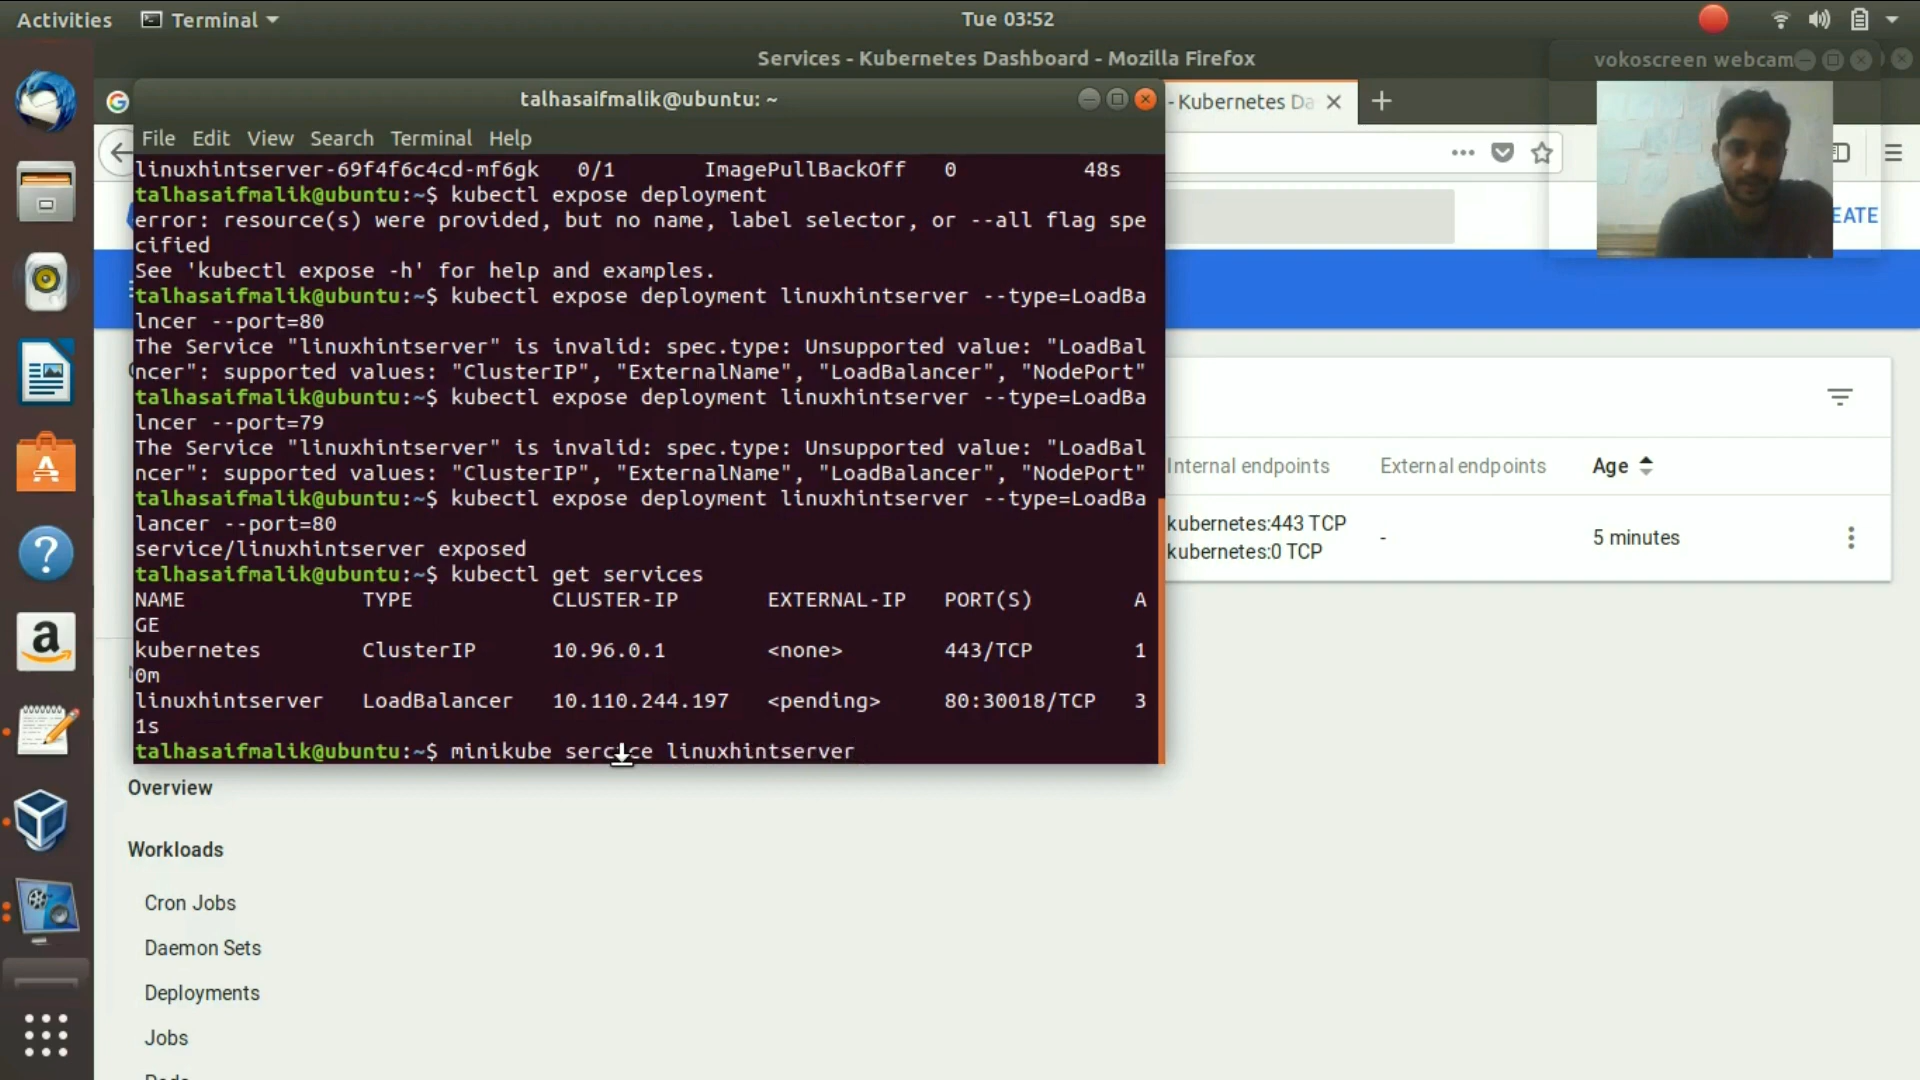 Activities
Terminal
Tue 03:52
Services - Kubernetes Dashboard - Mozilla Firefox
vokoscreen webcam
talhasaifmalik@ubuntu: ~
- Kubernetes Da
File Edit View Search Terminal Help
linuxhintserver-69f4f6c4cd-mf6gk 0/1 ImagePullBackOff 0 48s
talhasaifmalik@ubuntu:~$ kubectl expose deployment
error: resource(s) were provided, but no name, label selector, or --all flag spe
cified
See 'kubectl expose -h' for help and examples.
talhasaifmalik@ubuntu:~$ kubectl expose deployment linuxhintserver --type=LoadBa
lncer --port=80
The Service "linuxhintserver" is invalid: spec.type: Unsupported value: "LoadBal
ncer": supported values: "ClusterIP", "ExternalName", "LoadBalancer", "NodePort"
talhasaifmalik@ubuntu:~$ kubectl expose deployment linuxhintserver --type=LoadBa
lncer --port=79
The Service "linuxhintserver" is invalid: spec.type: Unsupported value: "LoadBal
ncer": supported values: "ClusterIP", "ExternalName", "LoadBalancer", "NodePort"
talhasaifmalik@ubuntu:~$ kubectl expose deployment linuxhintserver --type=LoadBa
lancer --port=80
service/linuxhintserver exposed
talhasaifmalik@ubuntu:~$ kubectl get services
NAME TYPE CLUSTER-IP EXTERNAL-IP PORT(S) A
GE
kubernetes ClusterIP 10.96.0.1 <none> 443/TCP 1
0m
linuxhintserver LoadBalancer 10.110.244.197 <pending> 80:30018/TCP 3
1s
talhasaifmalik@ubuntu:~$ minikube sercice linuxhintserver
EATE
Internal endpoints External endpoints Age
kubernetes:443 TCP
kubernetes:0 TCP
-
5 minutes
Overview
Workloads
Cron Jobs
Daemon Sets
Deployments
Jobs